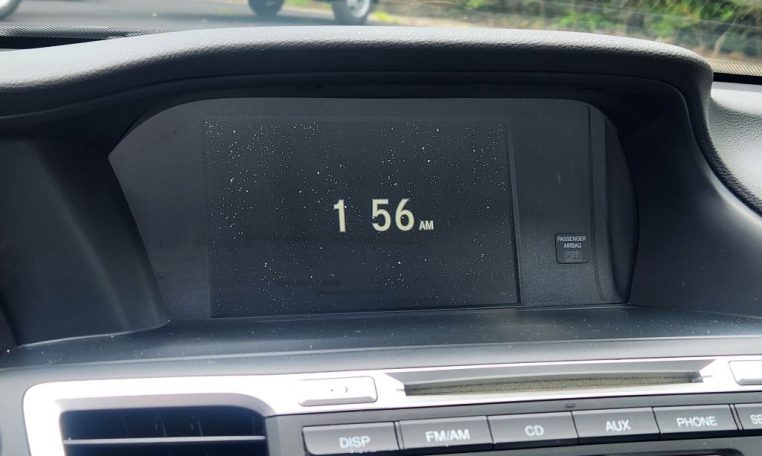 1 56 AM
PASSENGER
AIRBAG
DISP
FM/AM
CD
AUX
PHONE